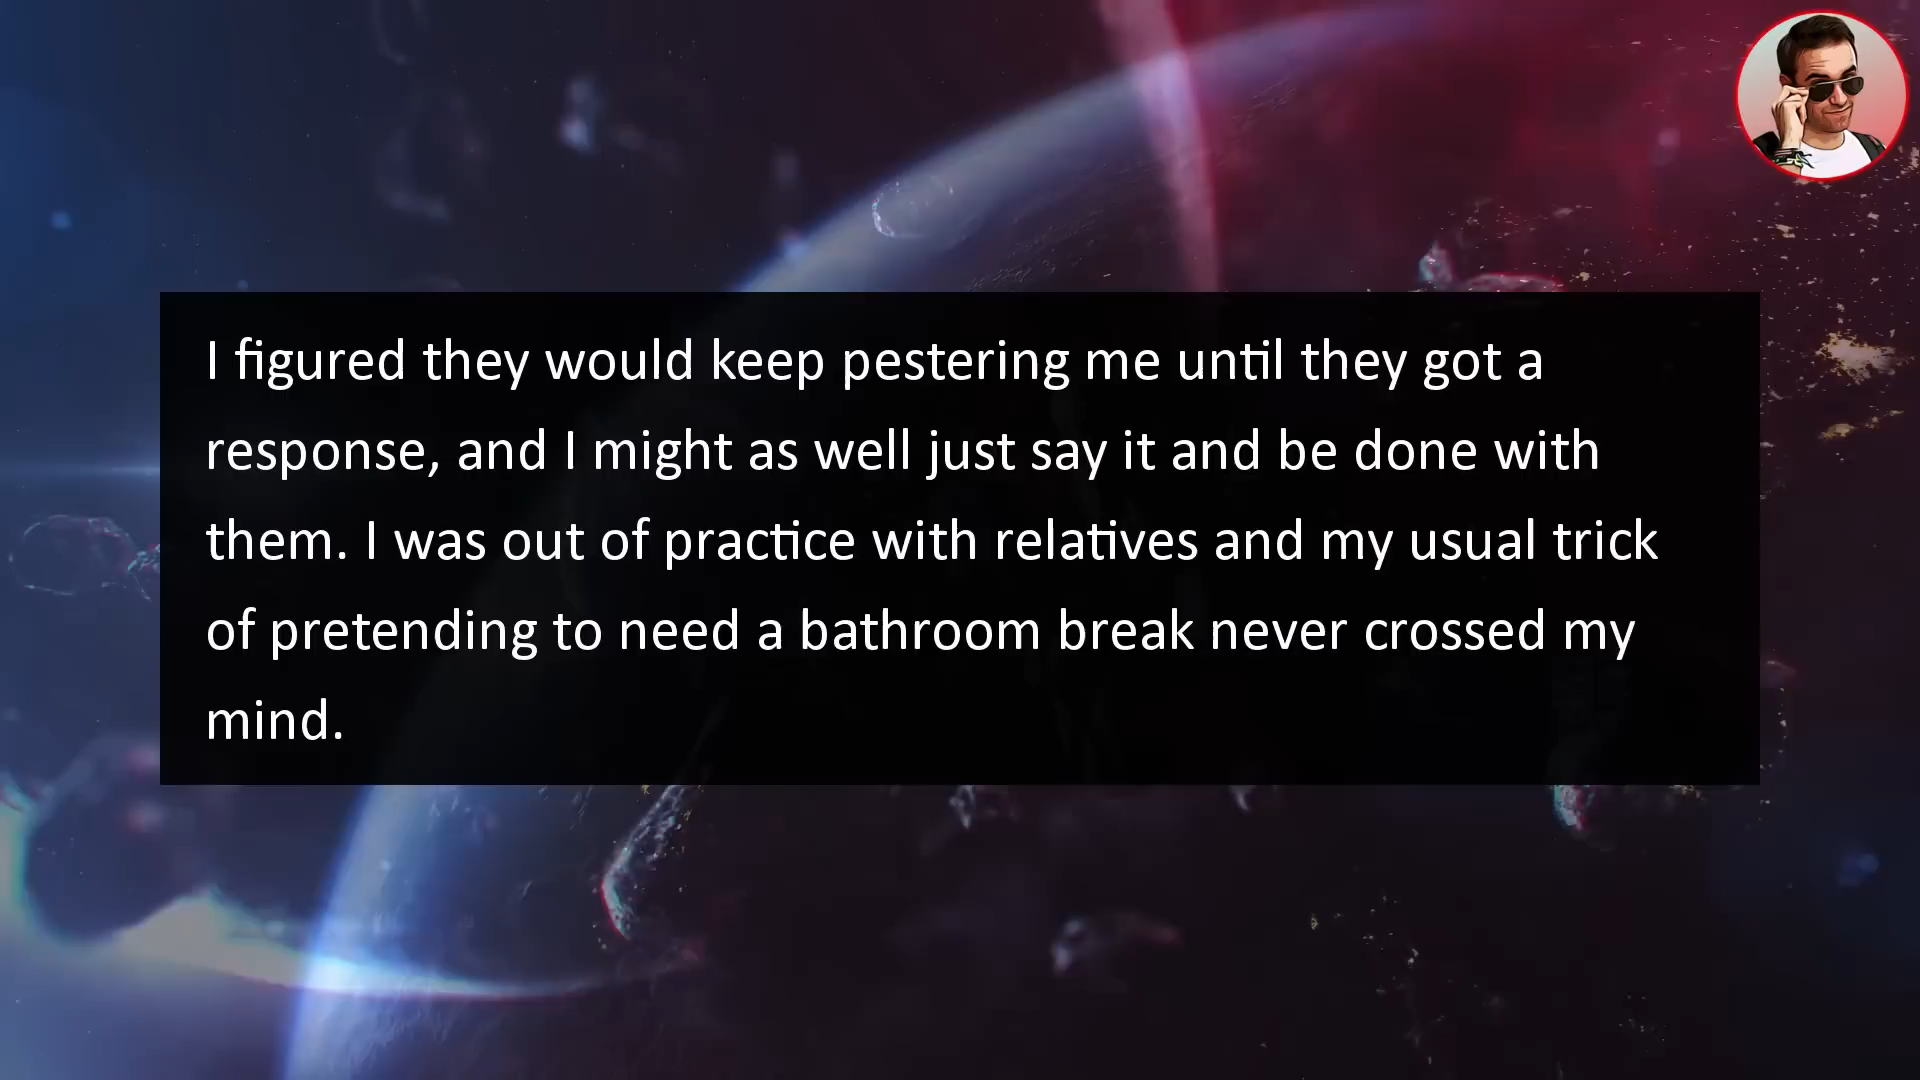 I figured they would keep pestering me until they got a
response, and I might as well just say it and be done with
them. I was out of practice with relatives and my usual trick
of pretending to need a bathroom break never crossed my
mind.